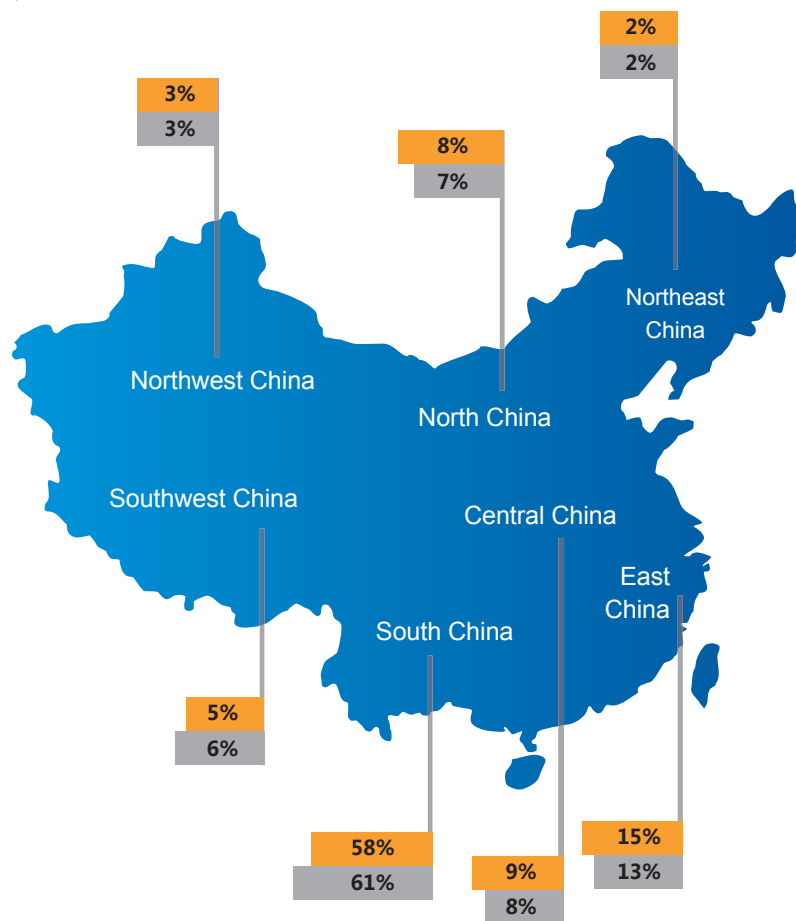 2%
2%
3%
3%
8%
7%
Northeast
China
Northwest China
North China
Southwest China
Central China
East
China
South China
5%
6%
58%
61%
9%
8%
15%
13%